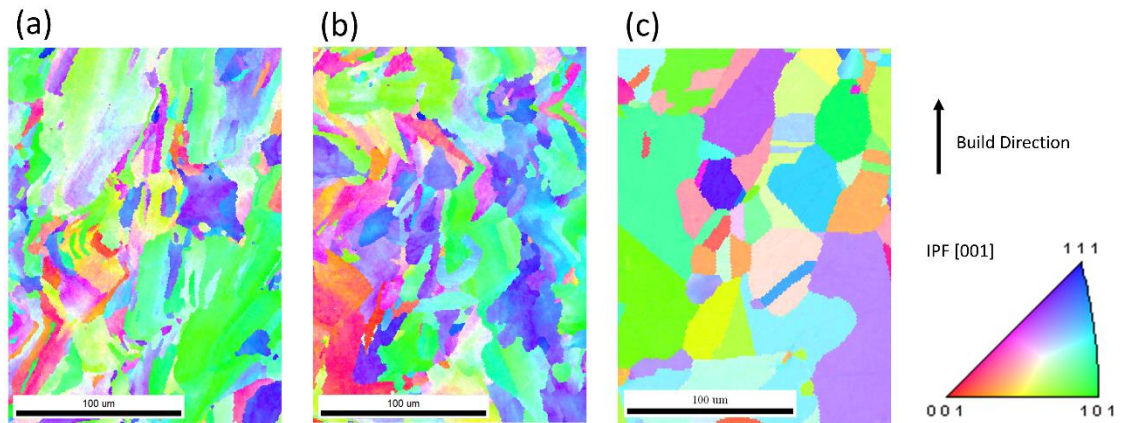 (a)
(b)
(c)
Build Direction
IPF [001]
1 1 1
0 0 1
1 0 1
100 um
100 um
100 um